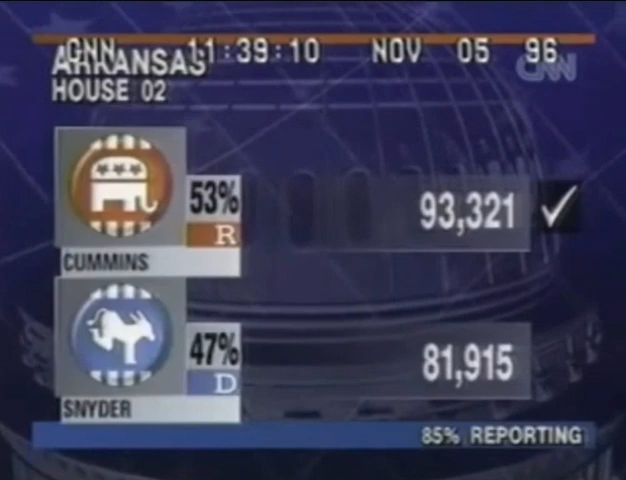 CNN 11:39:10 NOV 05 96
ARKANSAS
CNN
HOUSE 02
53%
R
93,321
CUMMINS
47%
D
81,915
SNYDER
85% REPORTING